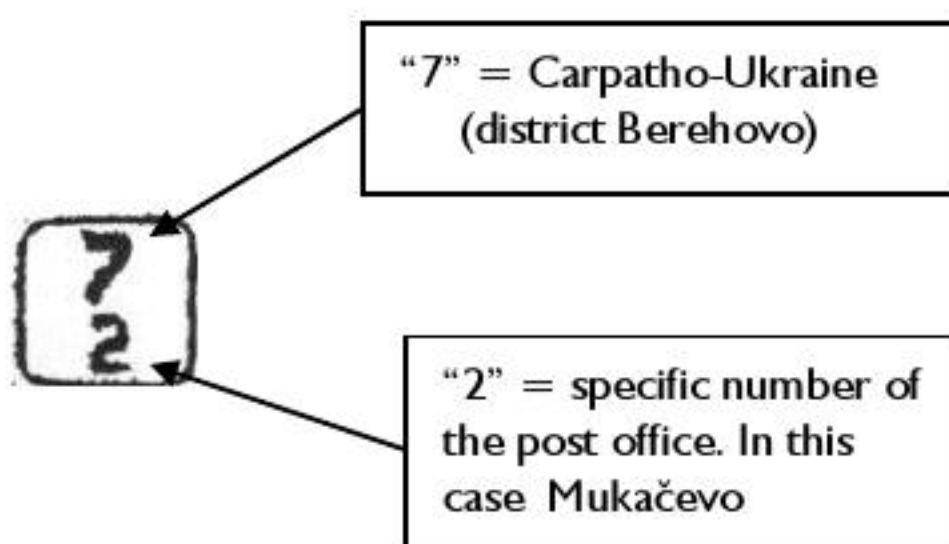 “7” = Carpatho-Ukraine
(district Berehovo)
7
2
“2” = specific number of
the post office. In this
case Mukačevo